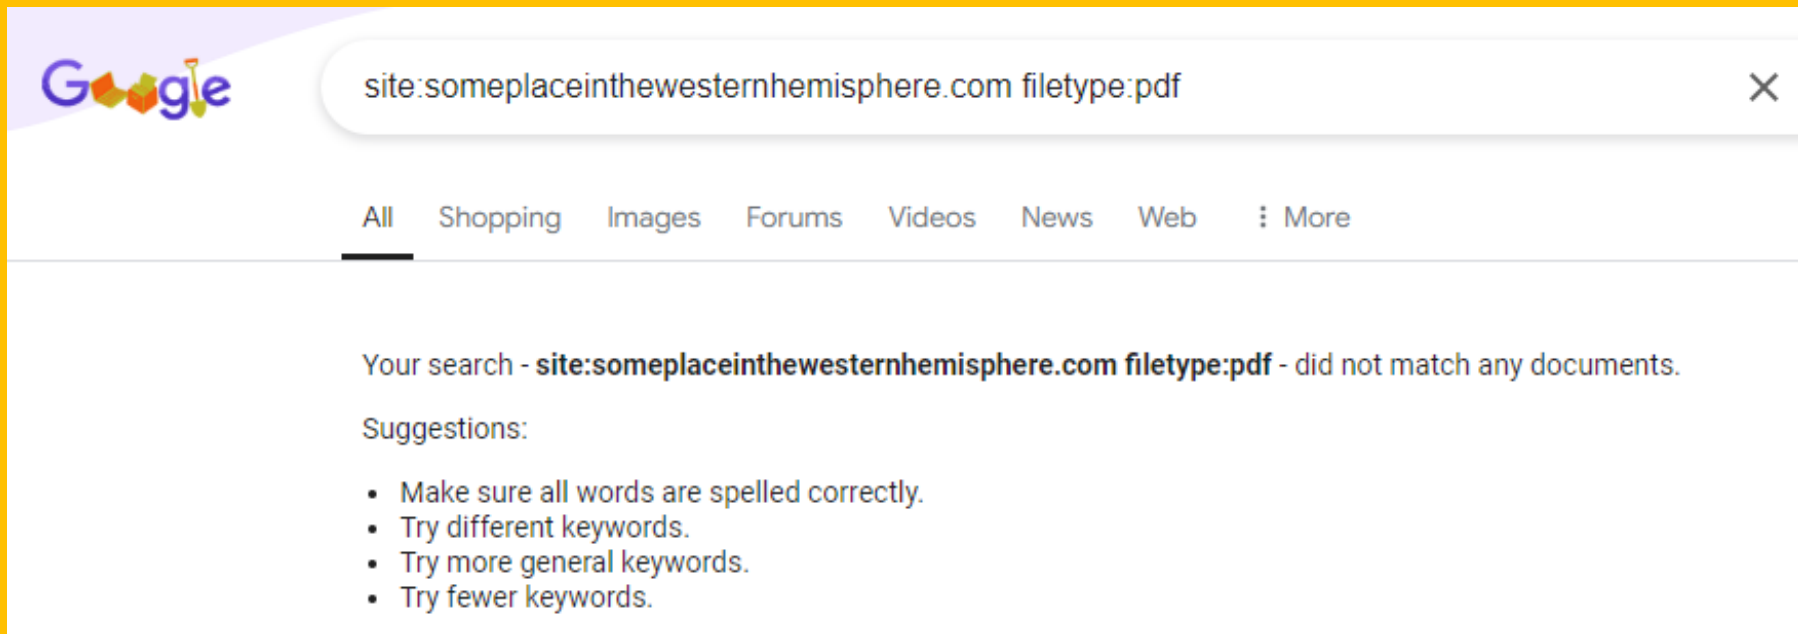 Google
site:someplaceinthewesternhemisphere.com filetype:pdf
All Shopping Images Forums Videos News Web More
Your search - site:someplaceinthewesternhemisphere.com filetype:pdf - did not match any documents.
Suggestions:
• Make sure all words are spelled correctly.
• Try different keywords.
• Try more general keywords.
• Try fewer keywords.